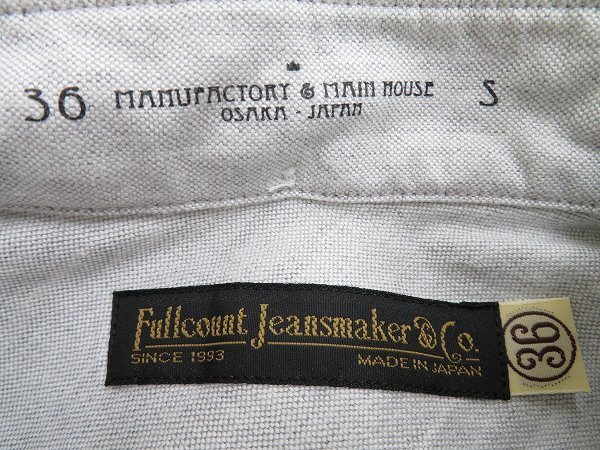 36 MANUFACTORY & MAIN HOUSE S
OSAKA - JAPAN
Fullcount Jeansmaker & Co.
SINCE 1993 MADE IN JAPAN
36